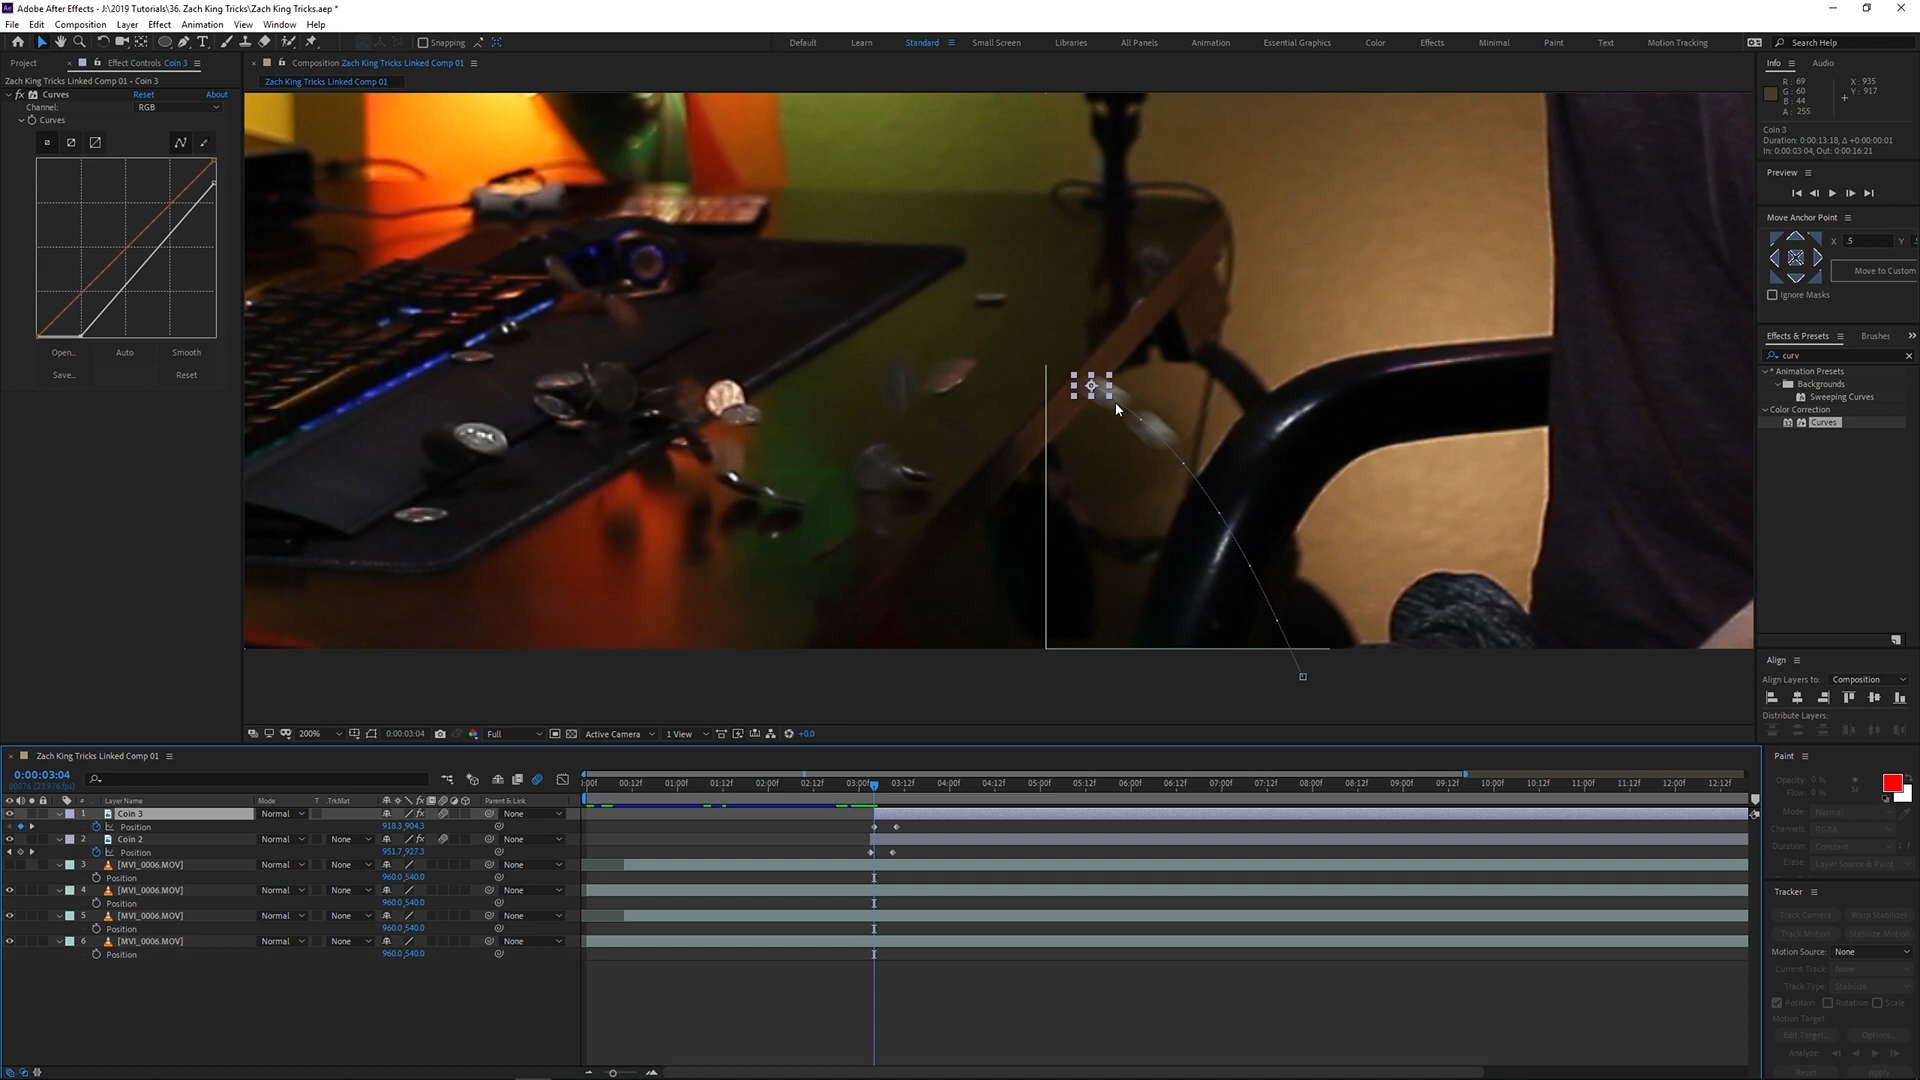 Adobe After Effects - J:\2019 Tutorials\36. Zach King Tricks\Zach King Tricks.aep *
File Edit Composition Layer Effect Animation View Window Help
Snapping
Default Learn Standard Small Screen Libraries All Panels Animation Essential Graphics Color Effects Minimal Paint Text Motion Tracking
Search Help
Project Effect Controls Coin 3
Zach King Tricks Linked Comp 01 • Coin 3
fx Curves Reset About
Channel: RGB
Curves
Open... Auto Smooth
Save... Reset
Composition Zach King Tricks Linked Comp 01
Zach King Tricks Linked Comp 01
200% 0:00:03:04 Full Active Camera 1 View +0.0
Info Audio
R: 69 X: 935
G: 60 Y: 917
B: 44
A: 255
Coin 3
Duration: 0:00:13:18, Δ +0:00:00:01
In: 0:00:03:04, Out: 0:00:16:21
Preview
Move Anchor Point
X .5 Y
Move to Custom
Ignore Masks
Effects & Presets Brushes
curv
* Animation Presets
Backgrounds
Sweeping Curves
Color Correction
Curves
Align
Align Layers to: Composition
Distribute Layers:
Paint
Opacity: 0 %
Flow: 0 %
Mode: Normal
Channels: RGBA
Duration: Constant
Erase: Layer Source & Paint
Tracker
Track Camera Warp Stabilizer
Track Motion Stabilize Motion
Motion Source: None
Current Track: None
Track Type: Stabilize
Position Rotation Scale
Motion Target:
Edit Target... Options...
Analyze:
Reset Apply
Zach King Tricks Linked Comp 01
0:00:03:04
00076 (23.976 fps)
:00f 00:12f 01:00f 01:12f 02:00f 02:12f 03:00f 03:12f 04:00f 04:12f 05:00f 05:12f 06:00f 06:12f 07:00f 07:12f 08:00f 08:12f 09:00f 09:12f 10:00f 10:12f 11:00f 11:12f 12:00f 12:12f
# Layer Name Mode T .TrkMat Parent & Link
1 Coin 3 Normal None
Position 918.3,904.3
2 Coin 2 Normal None None
Position 951.7,927.3
3 [MVI_0006.MOV] Normal None None
Position 960.0,540.0
4 [MVI_0006.MOV] Normal None None
Position 960.0,540.0
5 [MVI_0006.MOV] Normal None None
Position 960.0,540.0
6 [MVI_0006.MOV] Normal None None
Position 960.0,540.0